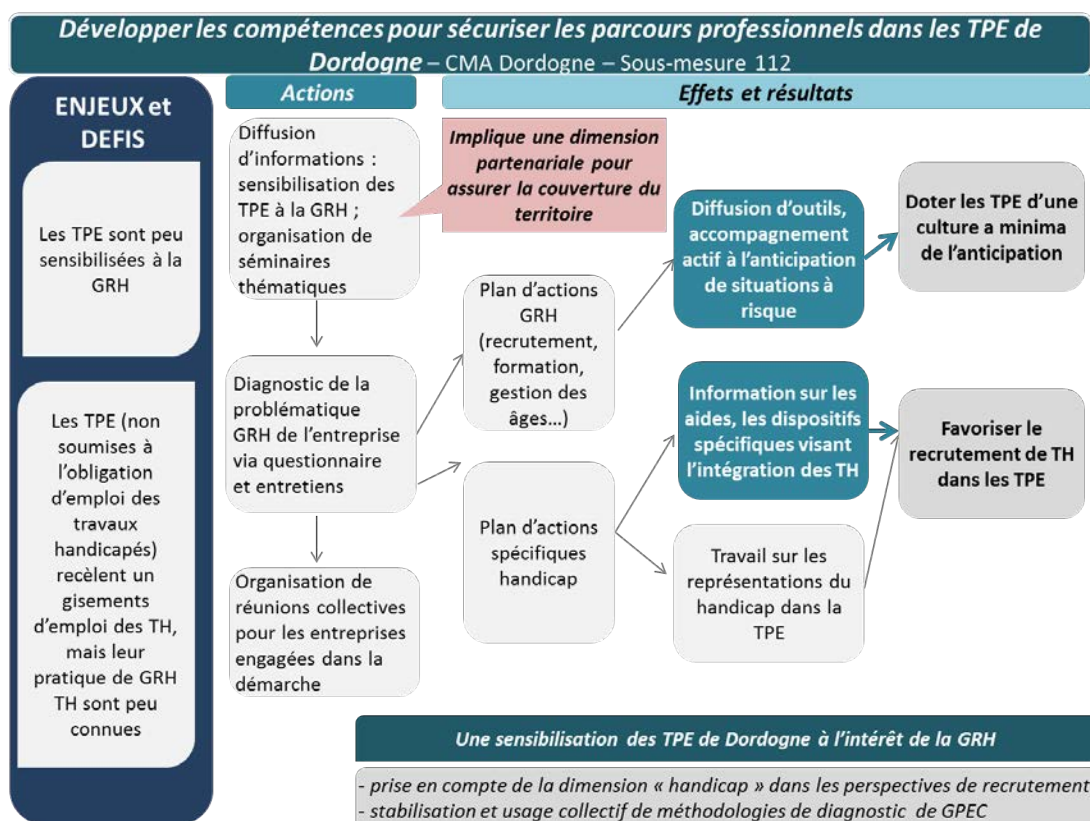 Développer les compétences pour sécuriser les parcours professionnels dans les TPE de
Dordogne – CMA Dordogne – Sous-mesure 112
ENJEUX et
DEFIS
Les TPE sont peu
sensibilisées à la
GRH
Les TPE (non
soumises à
l'obligation
d'emploi des
travaux
handicapés)
recèlent un
gisements
d'emploi des TH,
mais leur
pratique de GRH
TH sont peu
connues
Actions
Diffusion
d'informations :
sensibilisation des
TPE à la GRH ;
organisation de
séminaires
thématiques
Diagnostic de la
problématique
GRH de l'entreprise
via questionnaire
et entretiens
Organisation de
réunions collectives
pour les entreprises
engagées dans la
démarche
Effets et résultats
Implique une dimension
partenariale pour
assurer la couverture du
territoire
Plan d'actions
GRH
(recrutement,
formation,
gestion des
âges…)
Plan d'actions
spécifiques
handicap
Diffusion d'outils,
accompagnement
actif à l'anticipation
de situations à
risque
Information sur les
aides, les dispositifs
spécifiques visant
l'intégration des TH
Travail sur les
représentations du
handicap dans la
TPE
Doter les TPE d'une
culture a minima
de l'anticipation
Favoriser le
recrutement de TH
dans les TPE
Une sensibilisation des TPE de Dordogne à l'intérêt de la GRH
- prise en compte de la dimension « handicap » dans les perspectives de recrutement
- stabilisation et usage collectif de méthodologies de diagnostic de GPEC